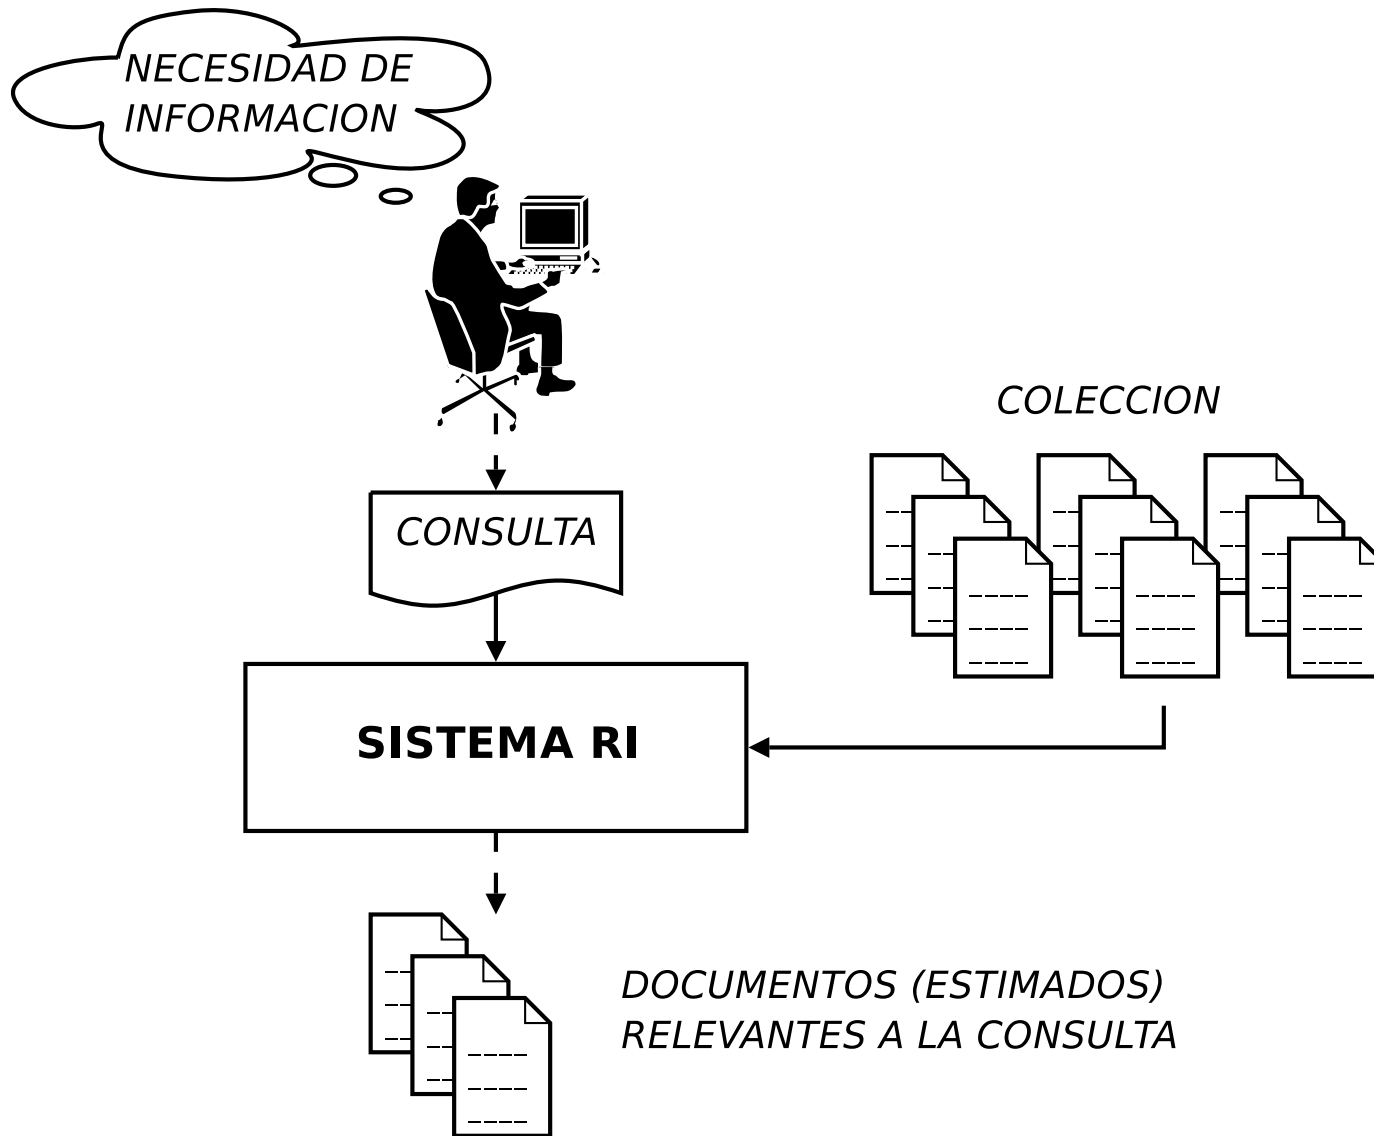 NECESIDAD DE
INFORMACION
COLECCION
CONSULTA
SISTEMA RI
DOCUMENTOS (ESTIMADOS)
RELEVANTES A LA CONSULTA